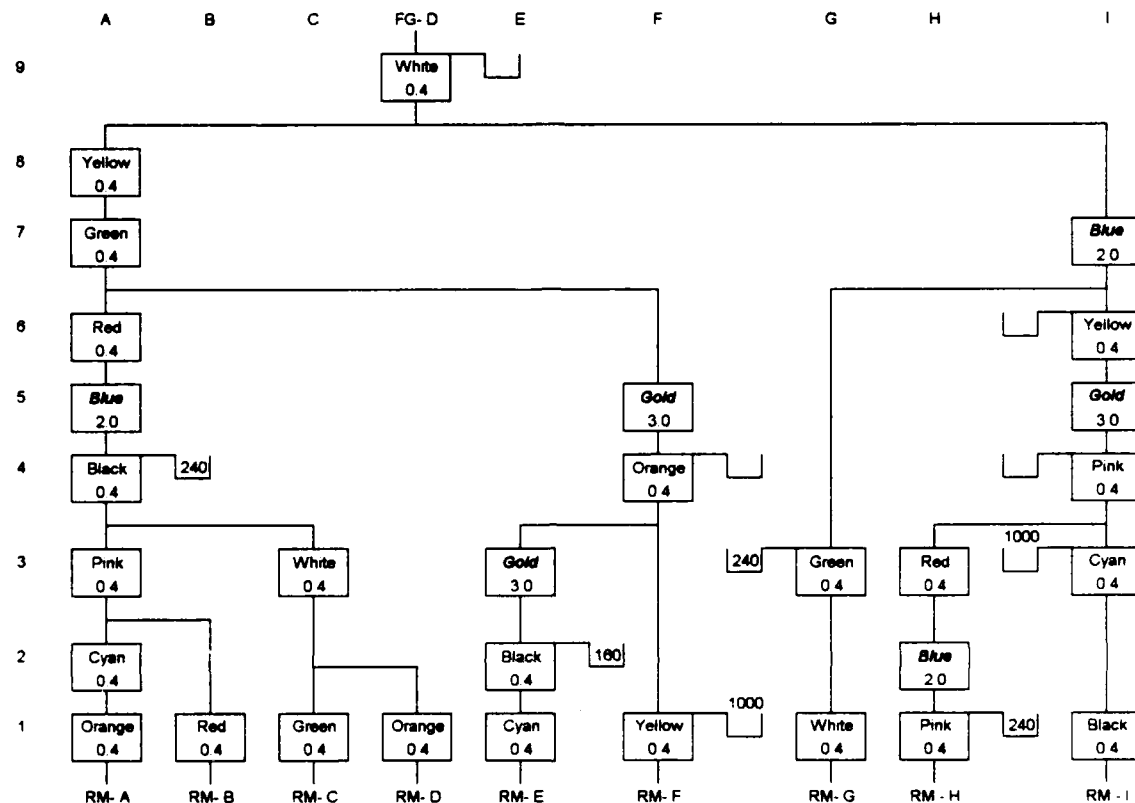 A B C FG-D E F G H I
9
White
0.4
8
Yellow
0.4
7
Green
0.4
Blue
2.0
6
Red
0.4
Yellow
0.4
5
Blue
2.0
Gold
3.0
Gold
3.0
4
Black
0.4
240
Orange
0.4
Pink
0.4
3
Pink
0.4
White
0.4
Gold
3.0
240
Green
0.4
Red
0.4
1000
Cyan
0.4
2
Cyan
0.4
Black
0.4
160
Blue
2.0
1
Orange
0.4
Red
0.4
Green
0.4
Orange
0.4
Cyan
0.4
Yellow
0.4
1000
White
0.4
Pink
0.4
240
Black
0.4
RM-A RM-B RM-C RM-D RM-E RM-F RM-G RM-H RM-I